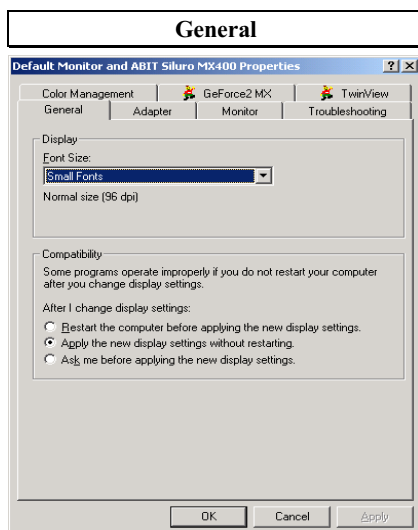 General
Default Monitor and ABIT Siluro MX400 Properties
Color Management GeForce2 MX TwinView
General Adapter Monitor Troubleshooting
Display
Font Size:
Small Fonts
Normal size (96 dpi)
Compatibility
Some programs operate improperly if you do not restart your computer
after you change display settings.
After I change display settings:
Restart the computer before applying the new display settings.
Apply the new display settings without restarting.
Ask me before applying the new display settings.
OK Cancel Apply